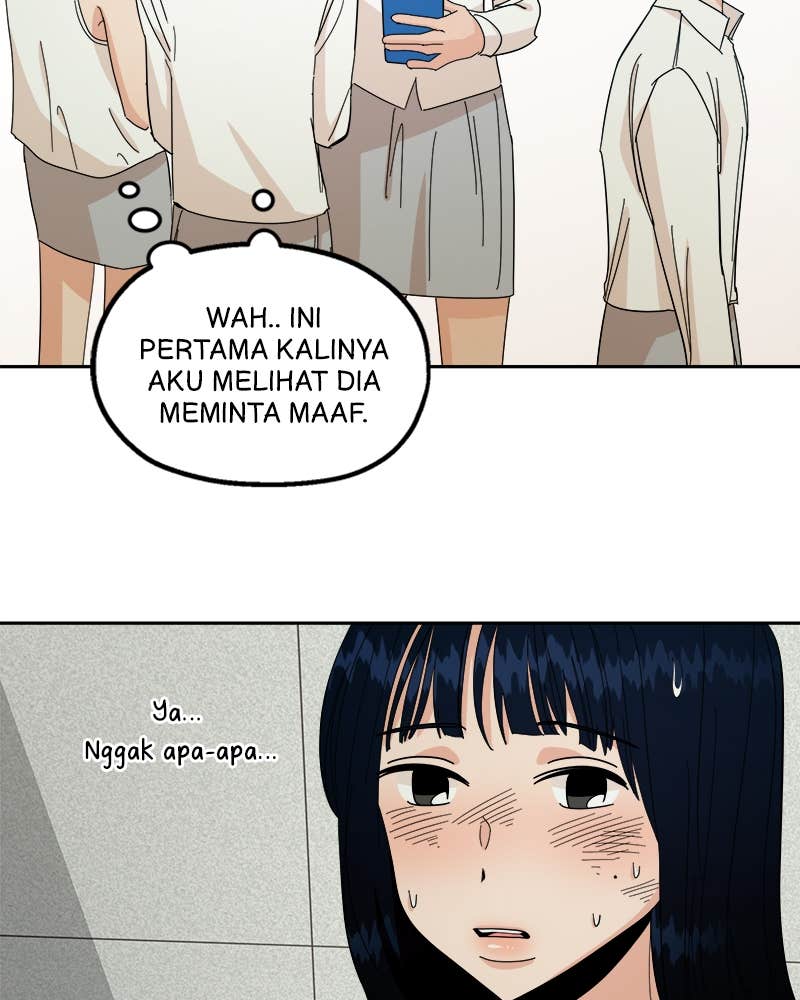 WAH.. INI
PERTAMA KALINYA
AKU MELIHAT DIA
MEMINTA MAAF.
Ya...
Nggak apa-apa...